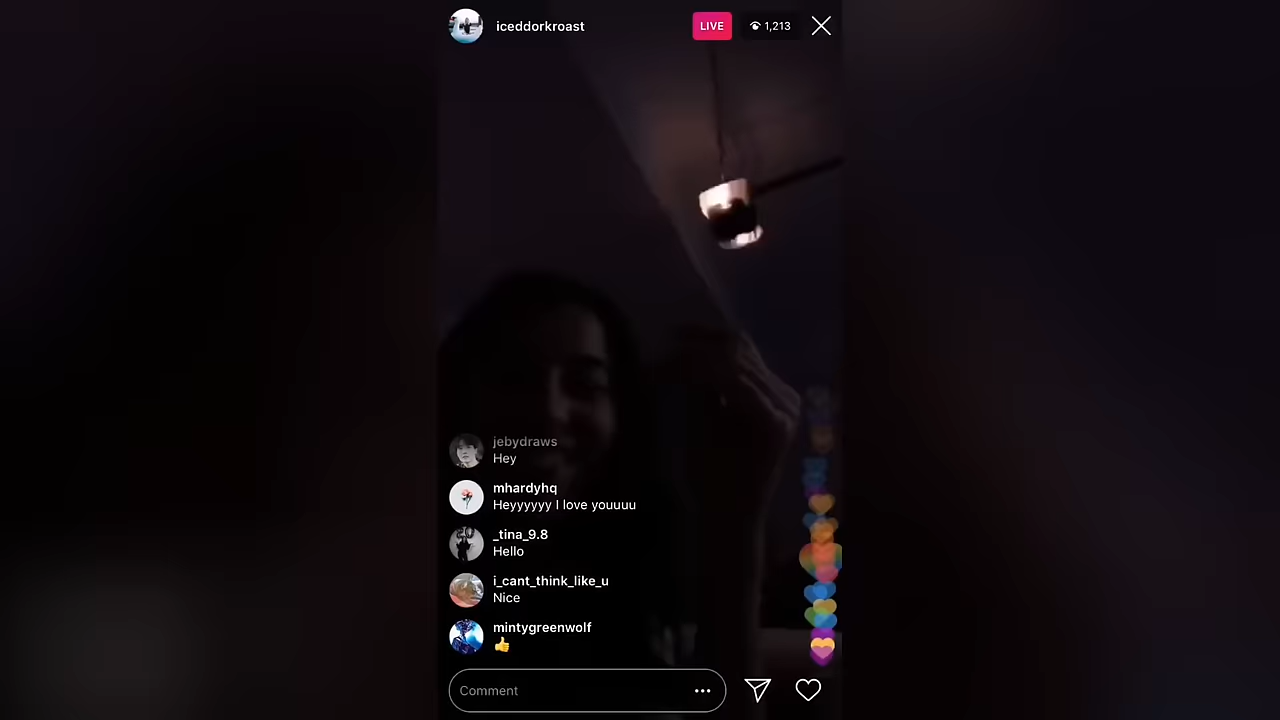 iceddorkroast
LIVE
1,213
jebydraws
Hey
mhardyhq
Heyyyyyy I love youuuu
_tina_9.8
Hello
i_cant_think_like_u
Nice
mintygreenwolf
👍
Comment